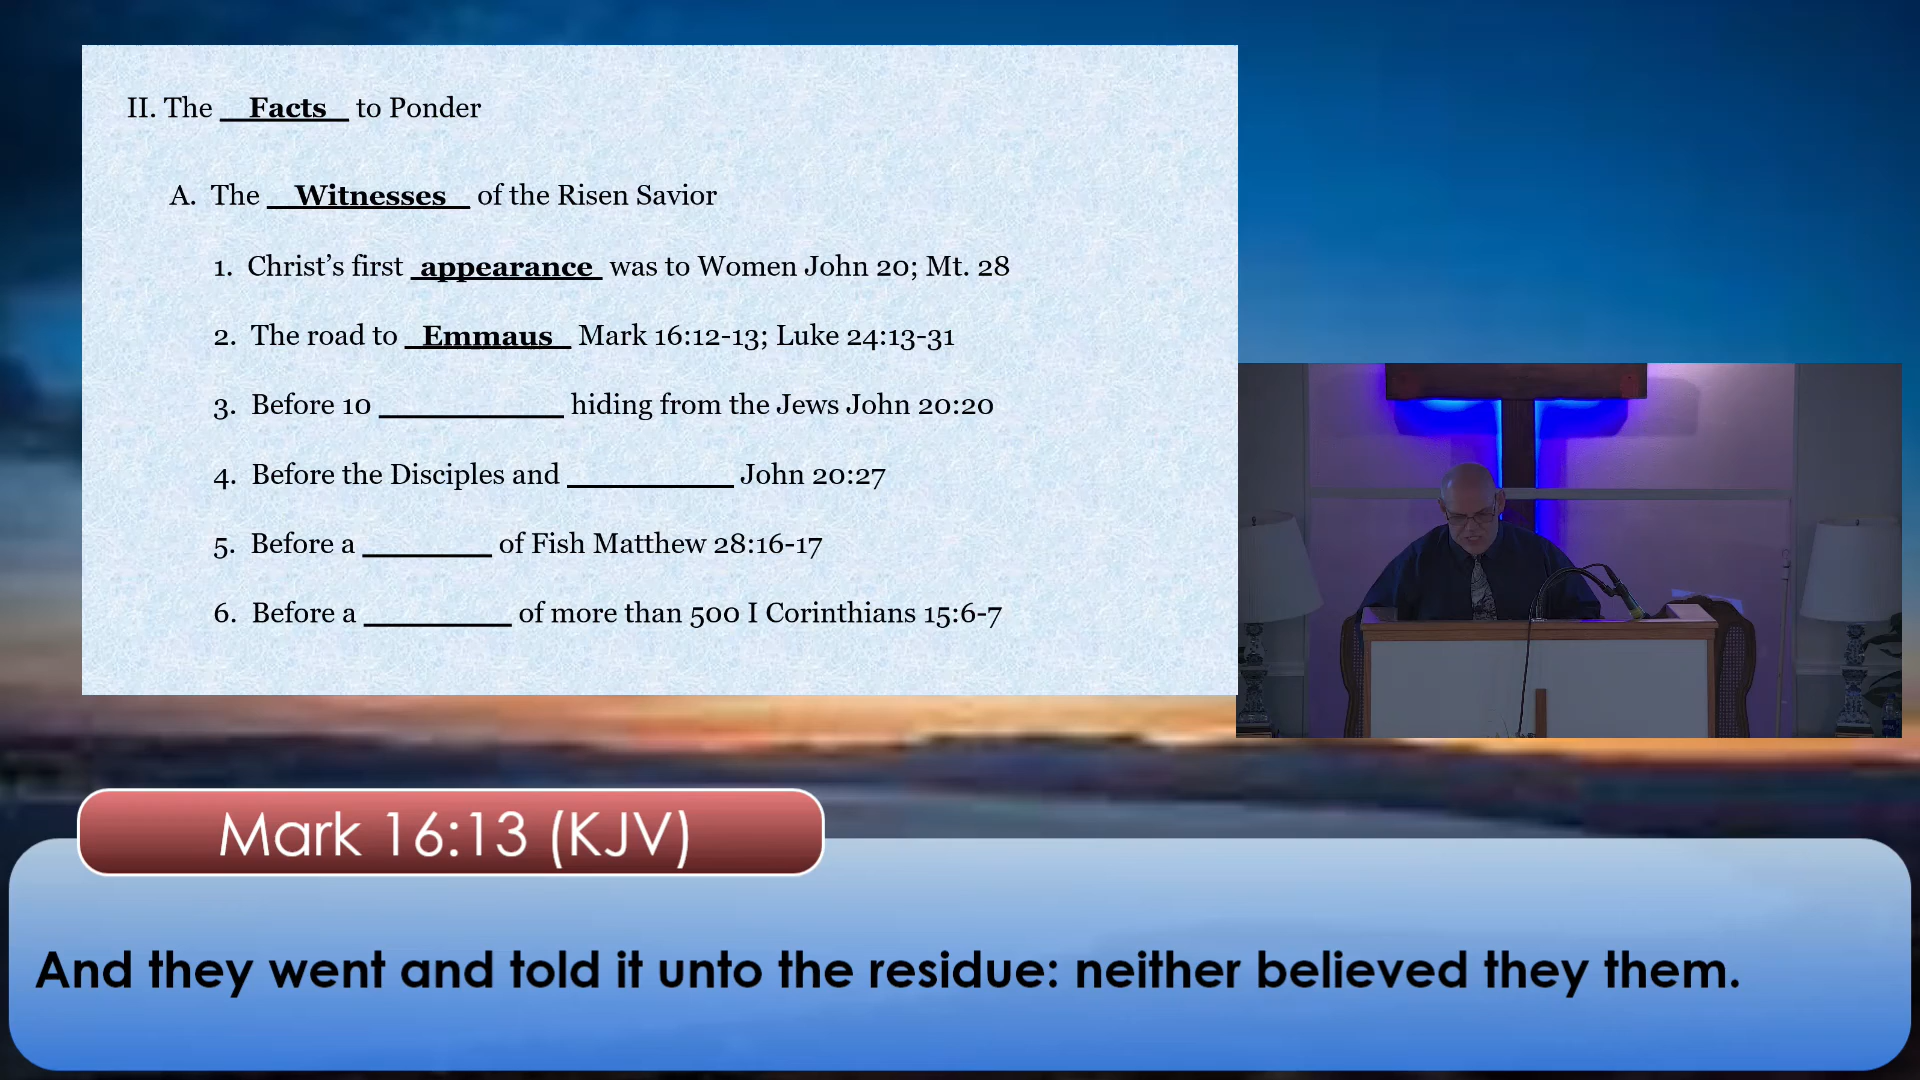 II. The Facts to Ponder
A. The Witnesses of the Risen Savior
1. Christ's first appearance was to Women John 20; Mt. 28
2. The road to Emmaus Mark 16:12-13; Luke 24:13-31
3. Before 10 ____________ hiding from the Jews John 20:20
4. Before the Disciples and ___________ John 20:27
5. Before a _________ of Fish Matthew 28:16-17
6. Before a __________ of more than 500 I Corinthians 15:6-7
Mark 16:13 (KJV)
And they went and told it unto the residue: neither believed they them.